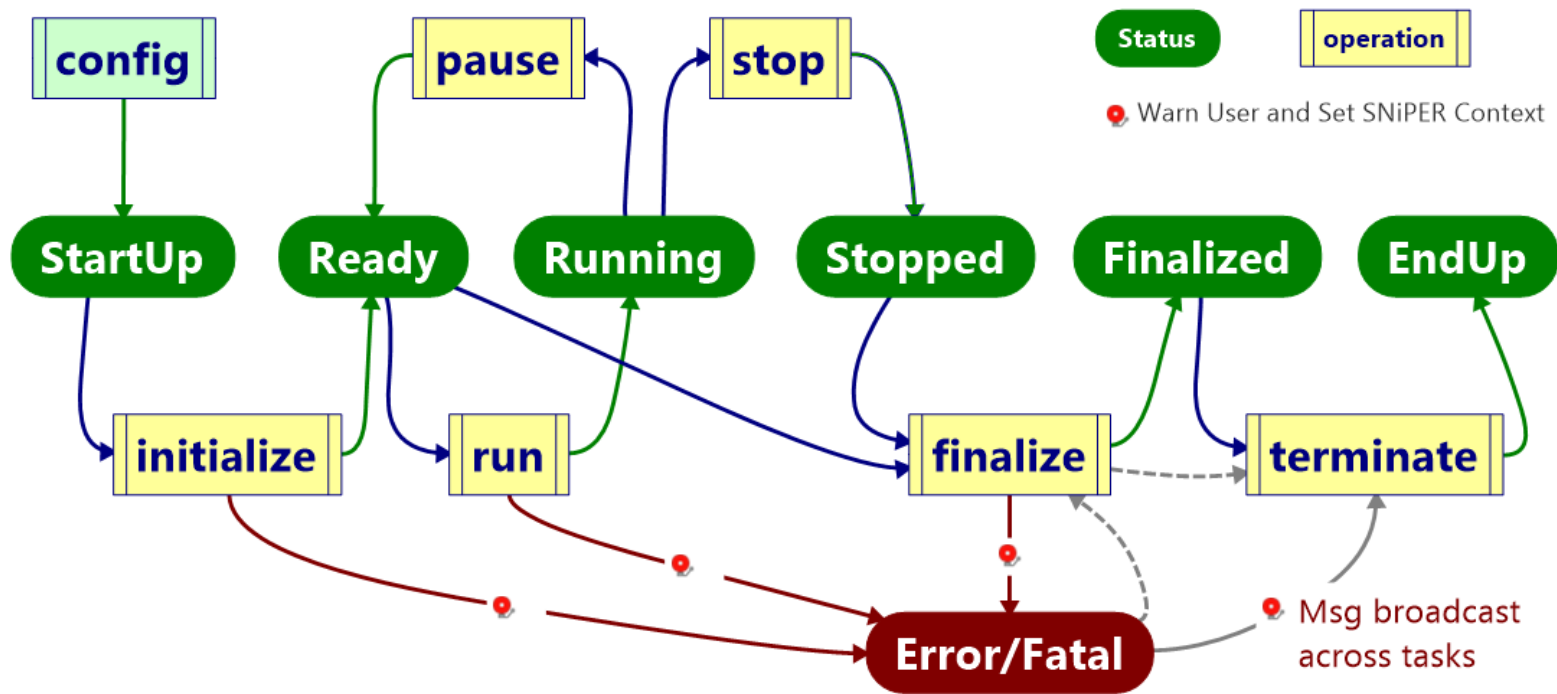 config
pause
stop
Status
operation
Warn User and Set SNiPER Context
StartUp
Ready
Running
Stopped
Finalized
EndUp
initialize
run
finalize
terminate
Error/Fatal
Msg broadcast
across tasks